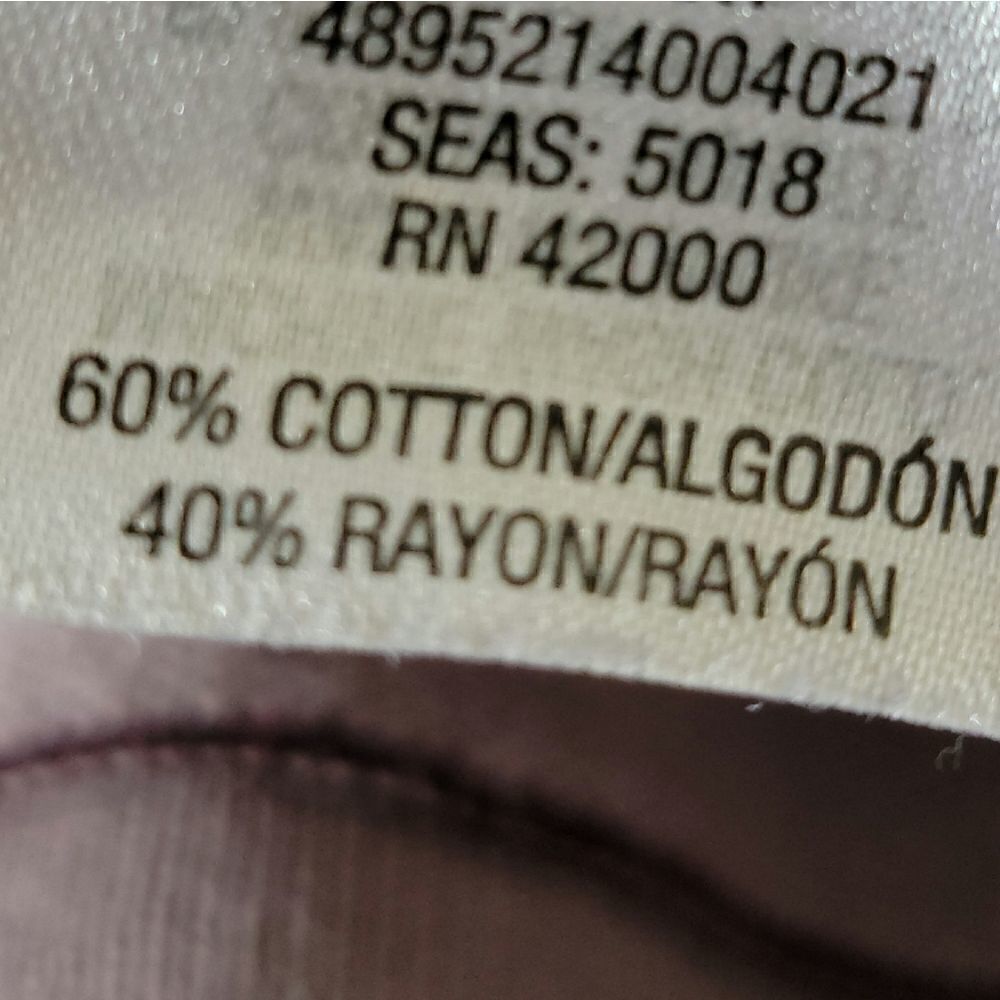 4895214004021
SEAS: 5018
RN 42000
60% COTTON/ALGODÓN
40% RAYON/RAYÓN